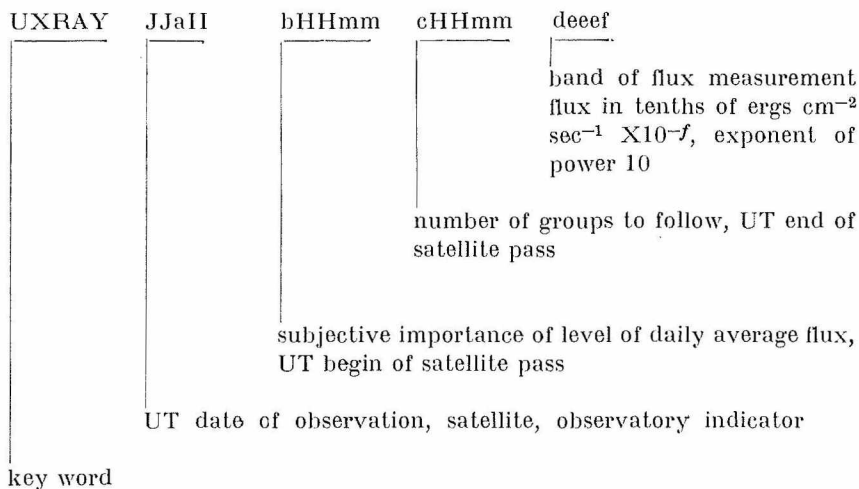 UXRAY JJaII bHHmm cHHmm deeef
band of flux measurement
flux in tenths of ergs cm⁻²
sec⁻¹ X10⁻ᶠ, exponent of
power 10
number of groups to follow, UT end of
satellite pass
subjective importance of level of daily average flux,
UT begin of satellite pass
UT date of observation, satellite, observatory indicator
key word